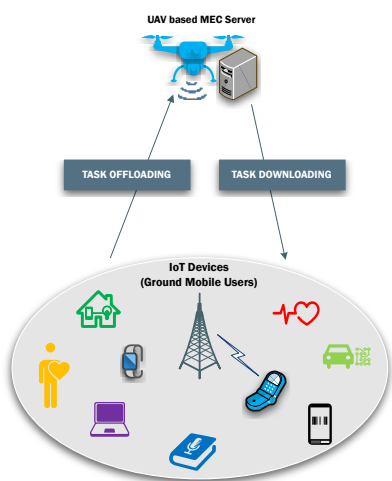 UAV based MEC Server
TASK OFFLOADING
TASK DOWNLOADING
IoT Devices
(Ground Mobile Users)